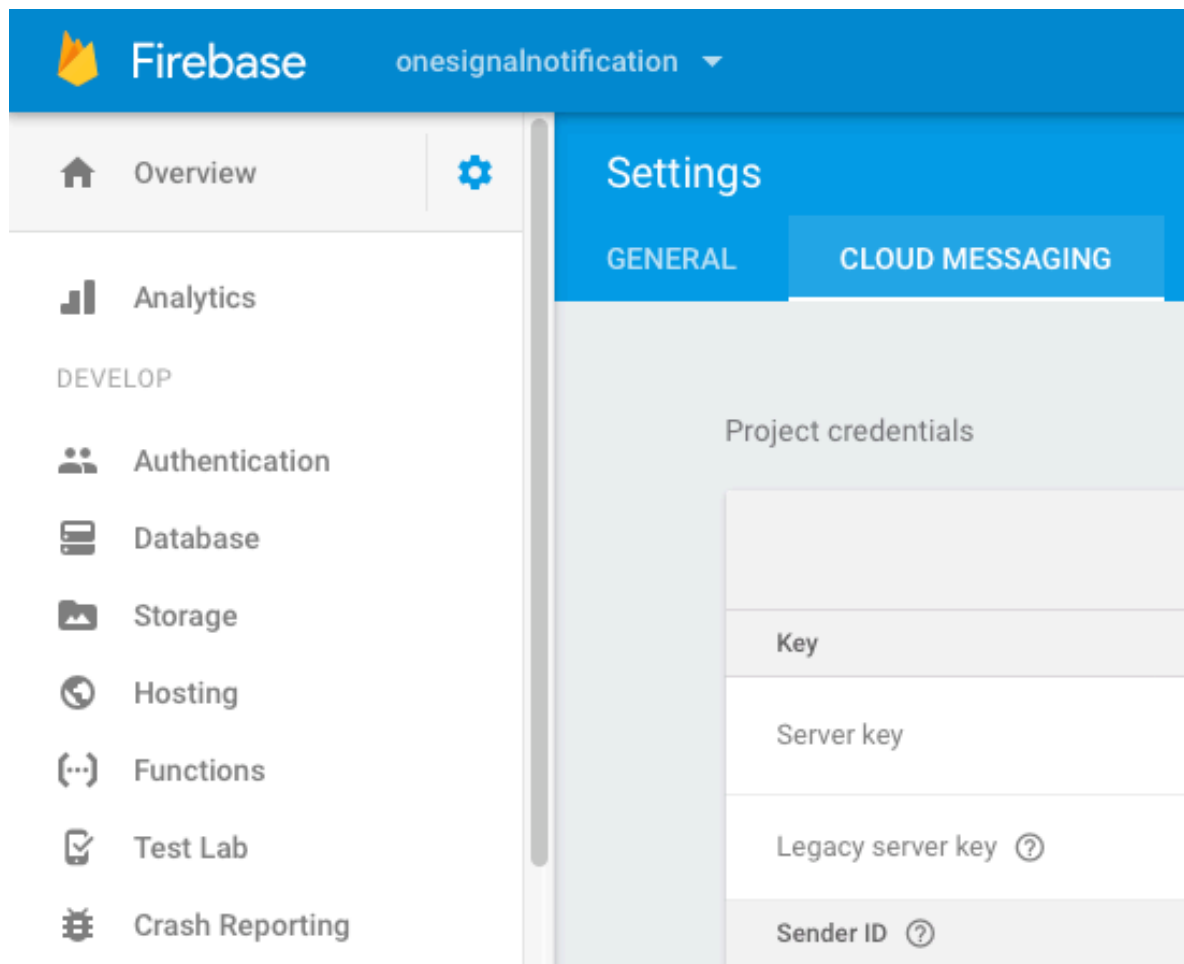 Firebase
onesignalnotification
Overview
Analytics
DEVELOP
Authentication
Database
Storage
Hosting
Functions
Test Lab
Crash Reporting
Settings
GENERAL CLOUD MESSAGING
Project credentials
Key
Server key
Legacy server key
Sender ID